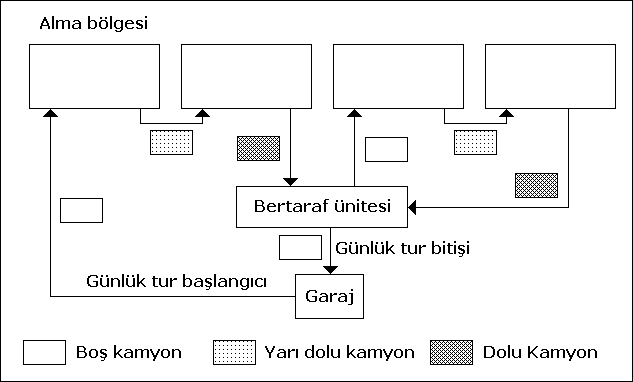 Alma bölgesi
Bertaraf ünitesi
Günlük tur bitişi
Günlük tur başlangıcı
Garaj
Boş kamyon
Yarı dolu kamyon
Dolu Kamyon